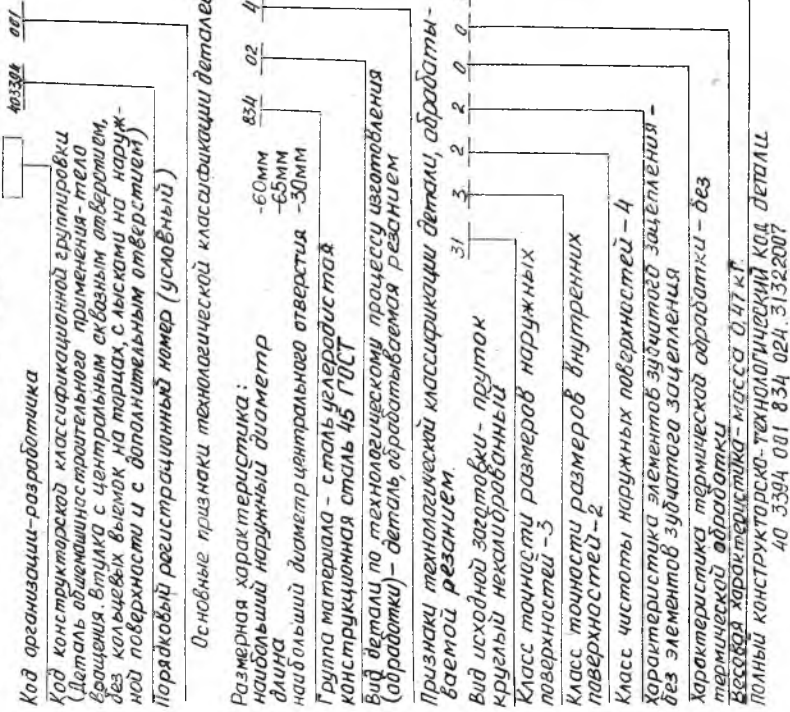 Код организации-разработчика
Код конструкторской классификационной группировки 403394 001
(Деталь общемашиностроительного применения-тело
вращения. Втулка с центральным сквозным отверстием,
без кольцевых выемок на торцах, с лысками на наруж-
ной поверхности и с дополнительным отверстием)
Порядковый регистрационный номер (условный)
Основные признаки технологической классификации деталей
Размерная характеристика:
наибольший наружный диаметр -60мм 834 02 4
длина -65мм
наибольший диаметр центрального отверстия -30мм
Группа материала - сталь углеродистая
конструкционная сталь 45 ГОСТ
Вид детали по технологическому процессу изготовления
(обработки) - деталь, обрабатываемая резанием
Признаки технологической классификации детали, обрабаты-
ваемой резанием.
Вид исходной заготовки - пруток 31 3 2 2 0 0
круглый некалиброванный
Класс точности размеров наружных
поверхностей -3
Класс точности размеров внутренних
поверхностей -2
Класс чистоты наружных поверхностей -4
Характеристика элементов зубчатого зацепления -
без элементов зубчатого зацепления
Характеристика термической обработки - без
термической обработки
Весовая характеристика - масса 0,47 кг.
Полный конструкторско-технологический код детали
40 3394 001 834 024.31322007